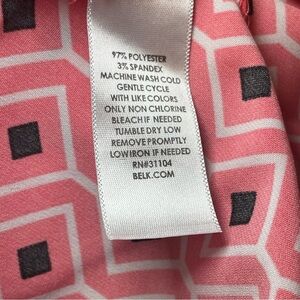 97% POLYESTER
3% SPANDEX
MACHINE WASH COLD
GENTLE CYCLE
WITH LIKE COLORS
ONLY NON CHLORINE
BLEACH IF NEEDED
TUMBLE DRY LOW
REMOVE PROMPTLY
LOW IRON IF NEEDED
RN#31104
BELK.COM